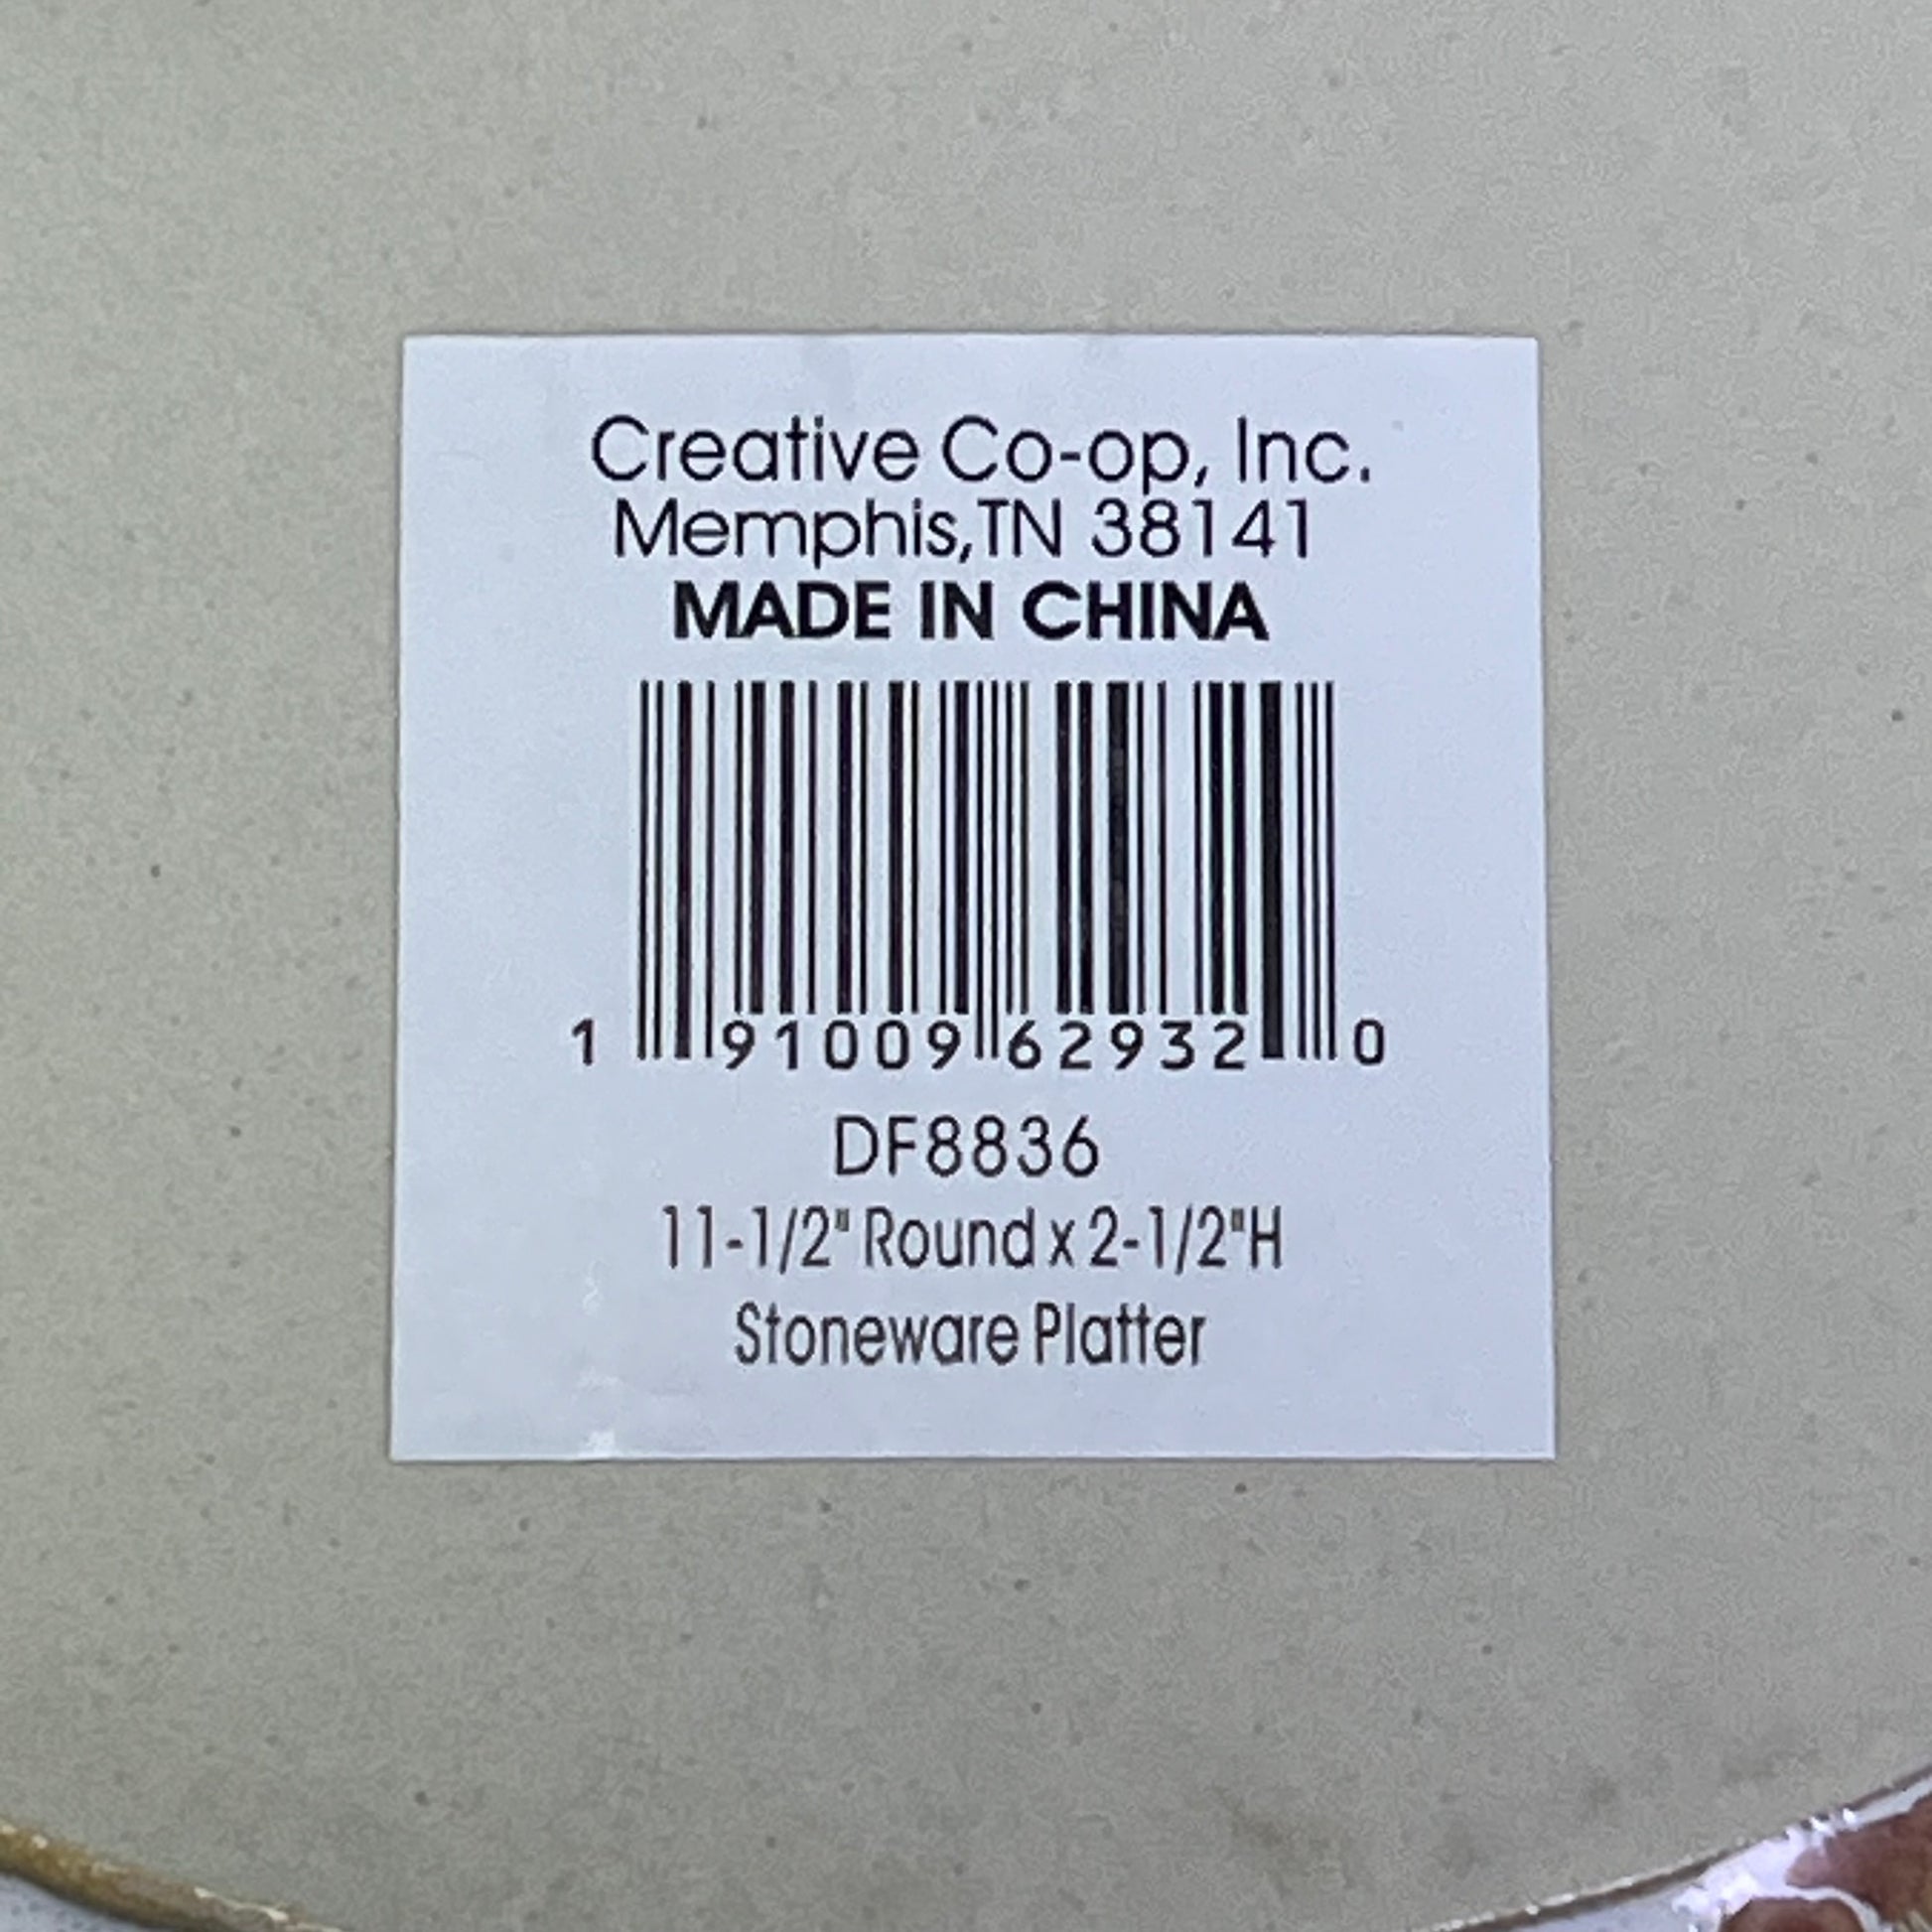 Creative Co-op, Inc.
Memphis,TN 38141
MADE IN CHINA
1 91009 62932 0
DF8836
11-1/2" Round x 2-1/2"H
Stoneware Platter